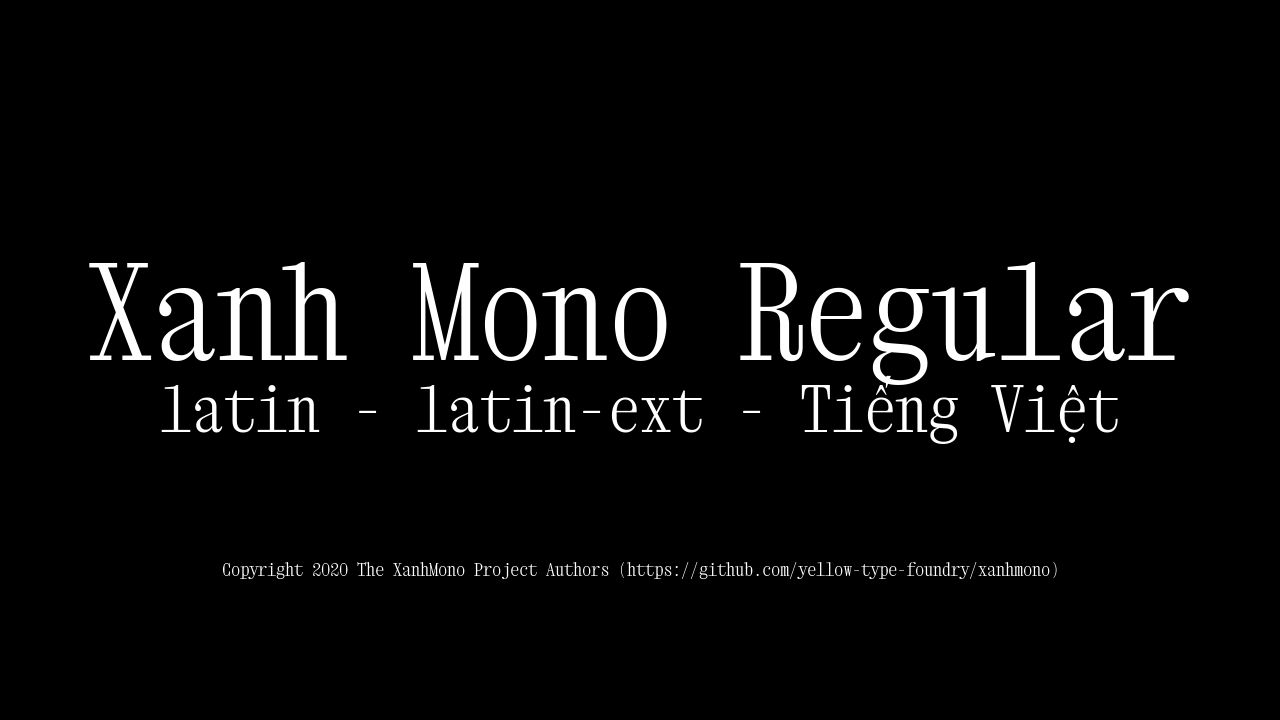 Xanh Mono Regular
latin - latin-ext - Tiếng Việt
Copyright 2020 The XanhMono Project Authors (https://github.com/yellow-type-foundry/xanhmono)